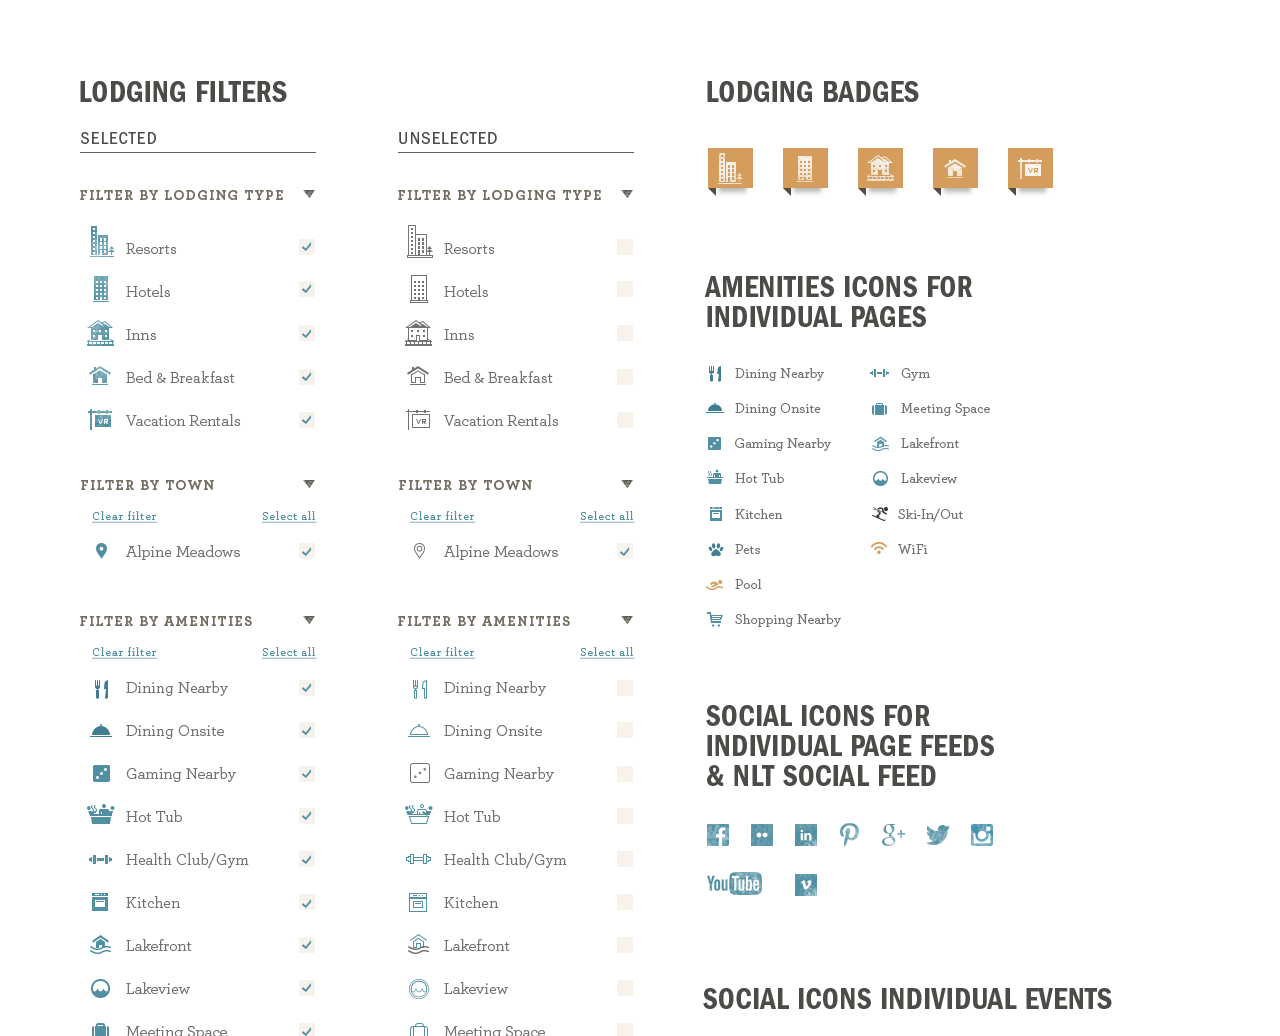 LODGING FILTERS
SELECTED
FILTER BY LODGING TYPE
Resorts
Hotels
Inns
Bed & Breakfast
VR
Vacation Rentals
FILTER BY TOWN
Clear filter Select all
Alpine Meadows
FILTER BY AMENITIES
Clear filter Select all
Dining Nearby
Dining Onsite
Gaming Nearby
Hot Tub
Health Club/Gym
Kitchen
Lakefront
Lakeview
Meeting Space
UNSELECTED
FILTER BY LODGING TYPE
Resorts
Hotels
Inns
Bed & Breakfast
VR
Vacation Rentals
FILTER BY TOWN
Clear filter Select all
Alpine Meadows
FILTER BY AMENITIES
Clear filter Select all
Dining Nearby
Dining Onsite
Gaming Nearby
Hot Tub
Health Club/Gym
Kitchen
Lakefront
Lakeview
Meeting Space
LODGING BADGES
VR
AMENITIES ICONS FOR
INDIVIDUAL PAGES
Dining Nearby
Dining Onsite
Gaming Nearby
Hot Tub
Kitchen
Pets
Pool
Shopping Nearby
Gym
Meeting Space
Lakefront
Lakeview
Ski-In/Out
WiFi
SOCIAL ICONS FOR
INDIVIDUAL PAGE FEEDS
& NLT SOCIAL FEED
f in g+
YouTube v
SOCIAL ICONS INDIVIDUAL EVENTS